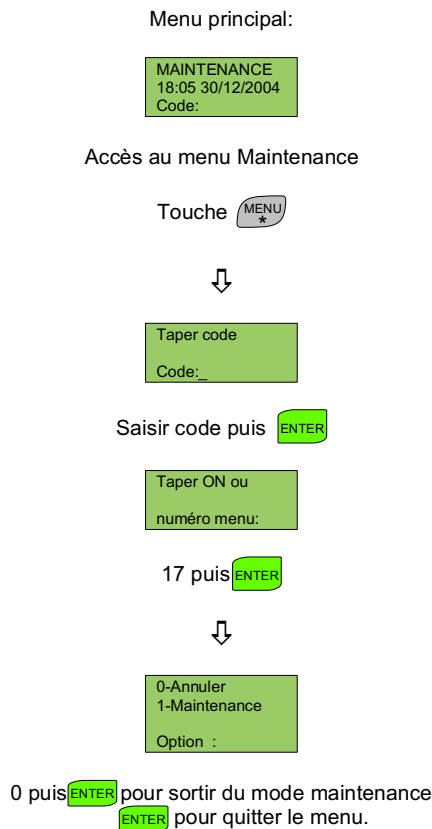 Menu principal:
MAINTENANCE
18:05 30/12/2004
Code:
Accès au menu Maintenance
Touche MENU
*
Taper code
Code:_
Saisir code puis ENTER
Taper ON ou
numéro menu:
17 puis ENTER
0-Annuler
1-Maintenance
Option :
0 puis ENTER pour sortir du mode maintenance
ENTER pour quitter le menu.